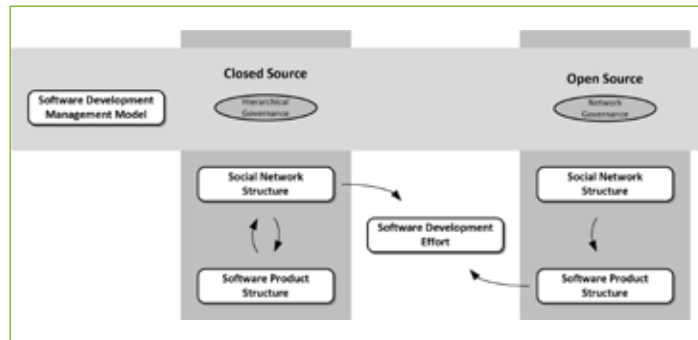 Closed Source
Open Source
Software Development
Management Model
Hierarchical
Governance
Network
Governance
Social Network
Structure
Social Network
Structure
Software Development
Effort
Software Product
Structure
Software Product
Structure